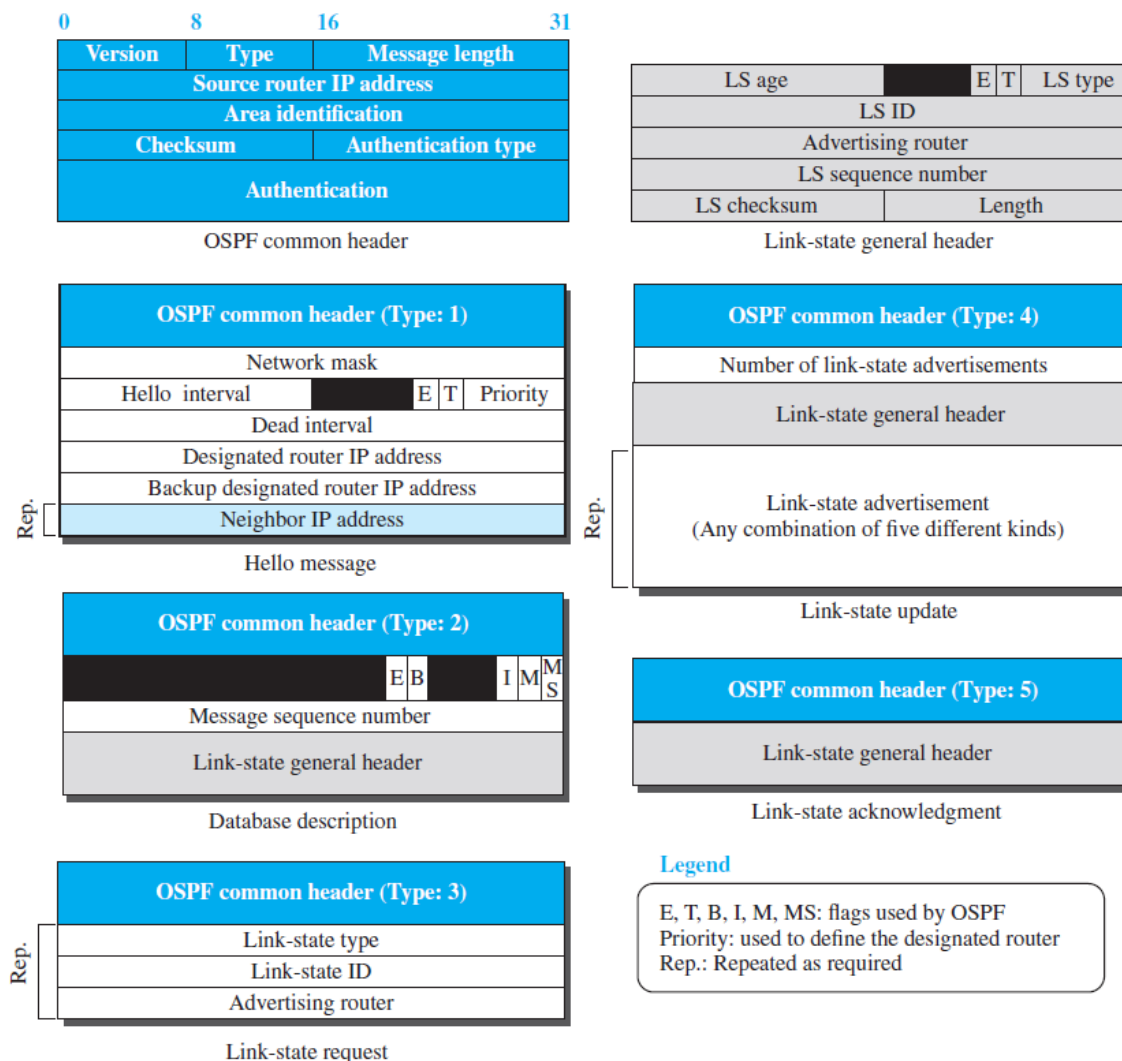 0 8 16 31
Version Type Message length
Source router IP address
Area identification
Checksum Authentication type
Authentication
OSPF common header
LS age E T LS type
LS ID
Advertising router
LS sequence number
LS checksum Length
Link-state general header
OSPF common header (Type: 1)
Network mask
Hello interval E T Priority
Dead interval
Designated router IP address
Backup designated router IP address
Rep.
Neighbor IP address
Hello message
OSPF common header (Type: 4)
Number of link-state advertisements
Link-state general header
Rep.
Link-state advertisement
(Any combination of five different kinds)
Link-state update
OSPF common header (Type: 2)
E B I M M
S
Message sequence number
Link-state general header
Database description
OSPF common header (Type: 5)
Link-state general header
Link-state acknowledgment
OSPF common header (Type: 3)
Rep.
Link-state type
Link-state ID
Advertising router
Link-state request
Legend
E, T, B, I, M, MS: flags used by OSPF
Priority: used to define the designated router
Rep.: Repeated as required